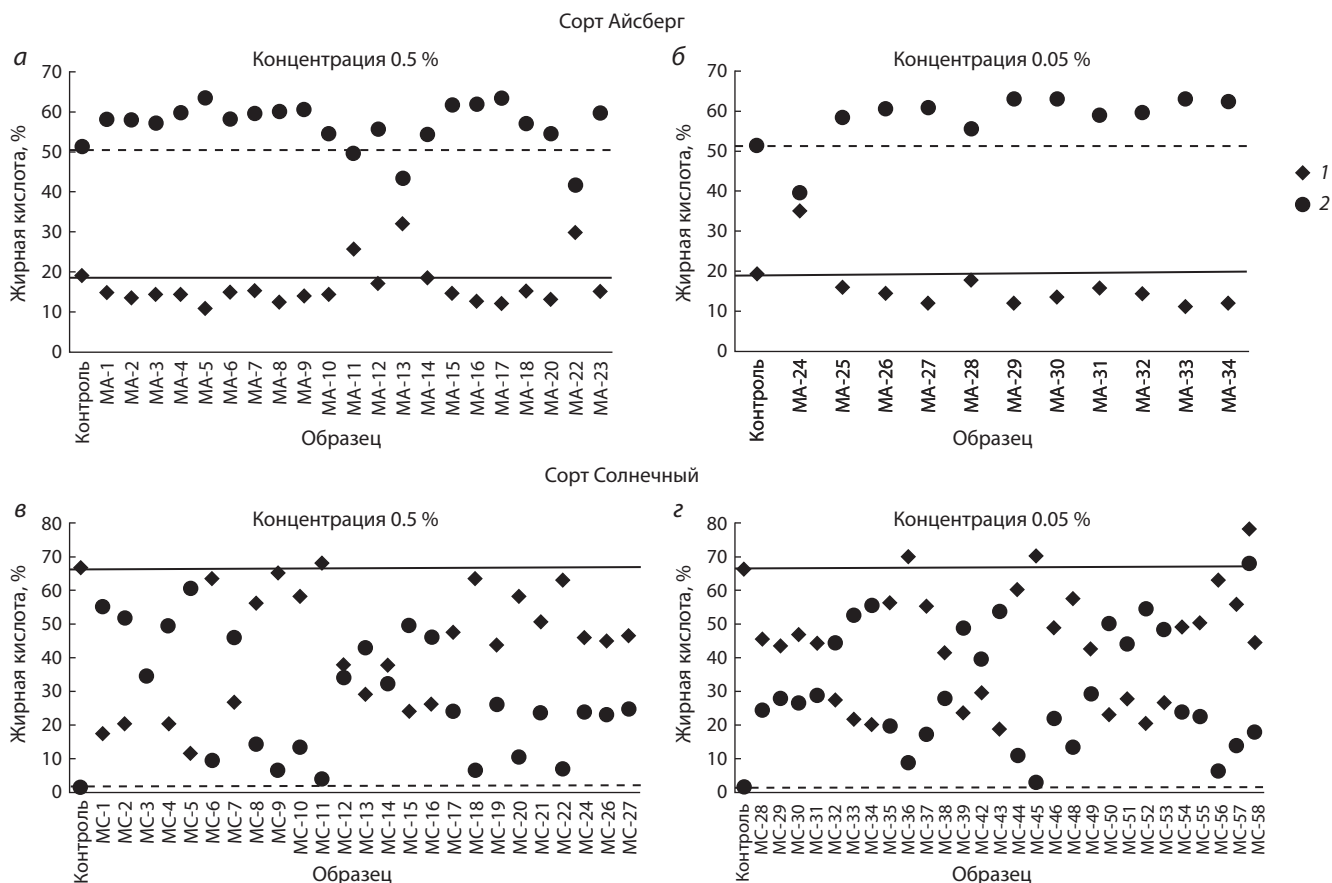 Сорт Айсберг
а
Концентрация 0.5 %
Жирная кислота, %
70
60
50
40
30
20
10
0
Контроль
МА-1
МА-2
МА-3
МА-4
МА-5
МА-6
МА-7
МА-8
МА-9
МА-10
МА-11
МА-12
МА-13
МА-14
МА-15
МА-16
МА-17
МА-18
МА-20
МА-22
МА-23
Образец
б
Концентрация 0.05 %
Жирная кислота, %
70
60
50
40
30
20
10
0
Контроль
МА-24
МА-25
МА-26
МА-27
МА-28
МА-29
МА-30
МА-31
МА-32
МА-33
МА-34
Образец
1
2
Сорт Солнечный
в
Концентрация 0.5 %
Жирная кислота, %
80
70
60
50
40
30
20
10
0
Контроль
МС-1
МС-2
МС-3
МС-4
МС-5
МС-6
МС-7
МС-8
МС-9
МС-10
МС-11
МС-12
МС-13
МС-14
МС-15
МС-16
МС-17
МС-18
МС-19
МС-20
МС-21
МС-22
МС-24
МС-26
МС-27
Образец
г
Концентрация 0.05 %
Жирная кислота, %
80
70
60
50
40
30
20
10
0
Контроль
МС-28
МС-29
МС-30
МС-31
МС-32
МС-33
МС-34
МС-35
МС-36
МС-37
МС-38
МС-39
МС-42
МС-43
МС-44
МС-45
МС-46
МС-48
МС-49
МС-50
МС-51
МС-52
МС-53
МС-54
МС-55
МС-56
МС-57
МС-58
Образец